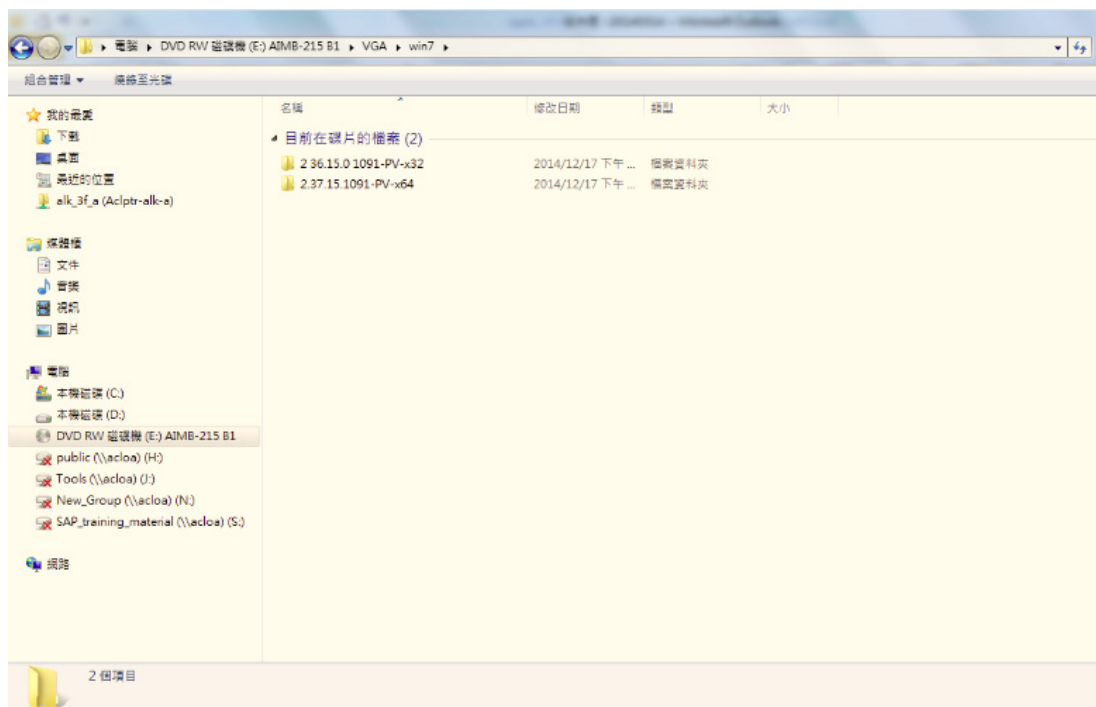 電腦 ▸ DVD RW 磁碟機 (E:) AIMB-215 B1 ▸ VGA ▸ win7 ▸
組合管理 燒錄至光碟
名稱 修改日期 類型 大小
目前在碟片的檔案 (2)
2 36.15.0 1091-PV-x32 2014/12/17 下午 ... 檔案資料夾
2.37.15.1091-PV-x64 2014/12/17 下午 ... 檔案資料夾
我的最愛
下載
桌面
最近的位置
alk_3f_a (Aclptr-alk-a)
媒體櫃
文件
音樂
視訊
圖片
電腦
本機磁碟 (C:)
本機磁碟 (D:)
DVD RW 磁碟機 (E:) AIMB-215 B1
public (\\acloa) (H:)
Tools (\\acloa) (J:)
New_Group (\\acloa) (N:)
SAP_training_material (\\acloa) (S:)
網路
2 個項目